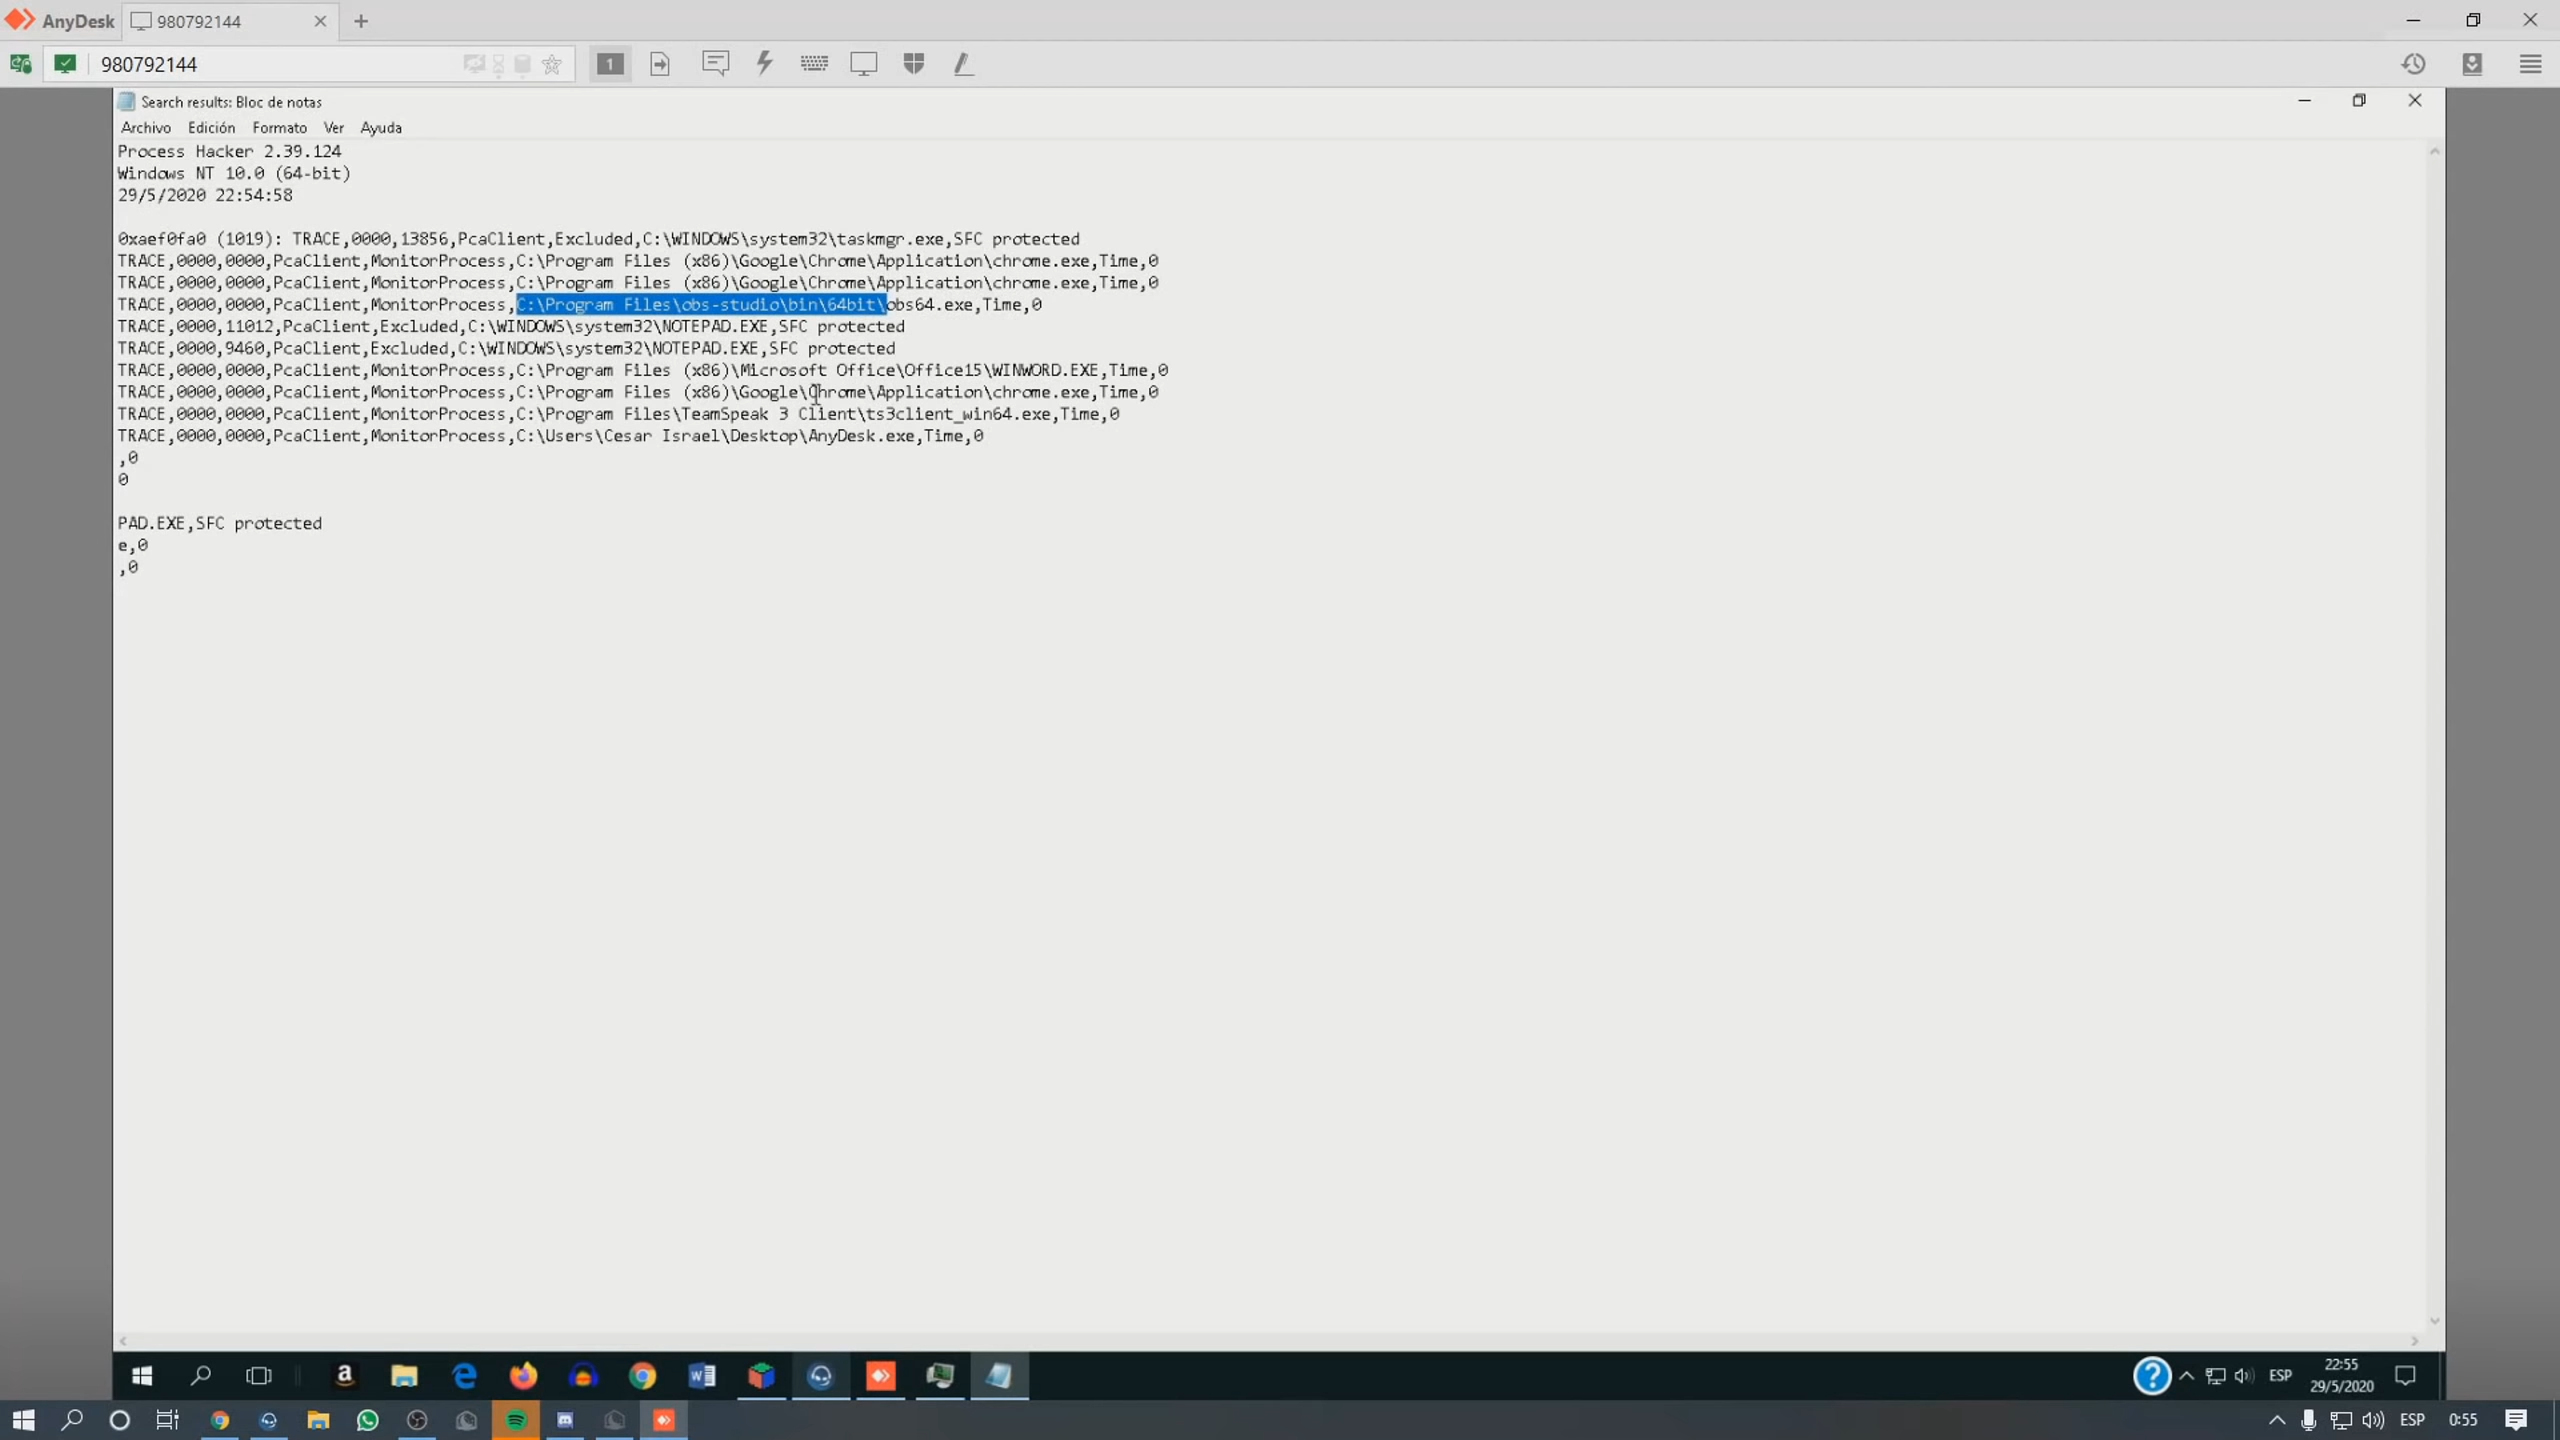 AnyDesk
980792144
980792144
1
Search results: Bloc de notas
Archivo Edición Formato Ver Ayuda
Process Hacker 2.39.124
Windows NT 10.0 (64-bit)
29/5/2020 22:54:58
0xaef0fa0 (1019): TRACE,0000,13856,PcaClient,Excluded,C:\WINDOWS\system32\taskmgr.exe,SFC protected
TRACE,0000,0000,PcaClient,MonitorProcess,C:\Program Files (x86)\Google\Chrome\Application\chrome.exe,Time,0
TRACE,0000,0000,PcaClient,MonitorProcess,C:\Program Files (x86)\Google\Chrome\Application\chrome.exe,Time,0
TRACE,0000,0000,PcaClient,MonitorProcess,C:\Program Files\obs-studio\bin\64bit\obs64.exe,Time,0
TRACE,0000,11012,PcaClient,Excluded,C:\WINDOWS\system32\NOTEPAD.EXE,SFC protected
TRACE,0000,9460,PcaClient,Excluded,C:\WINDOWS\system32\NOTEPAD.EXE,SFC protected
TRACE,0000,0000,PcaClient,MonitorProcess,C:\Program Files (x86)\Microsoft Office\Office15\WINWORD.EXE,Time,0
TRACE,0000,0000,PcaClient,MonitorProcess,C:\Program Files (x86)\Google\Chrome\Application\chrome.exe,Time,0
TRACE,0000,0000,PcaClient,MonitorProcess,C:\Program Files\TeamSpeak 3 Client\ts3client_win64.exe,Time,0
TRACE,0000,0000,PcaClient,MonitorProcess,C:\Users\Cesar Israel\Desktop\AnyDesk.exe,Time,0
,0
0
PAD.EXE,SFC protected
e,0
,0
ESP
22:55
29/5/2020
ESP
0:55